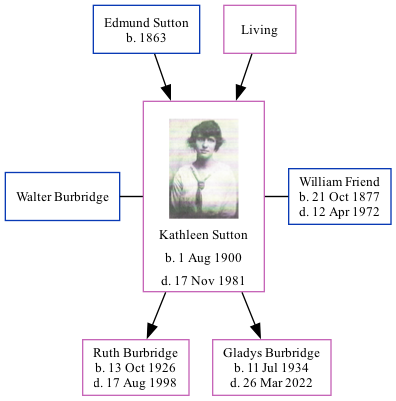 Edmund Sutton
b. 1863
Living
Walter Burbridge
Kathleen Sutton
b. 1 Aug 1900
d. 17 Nov 1981
William Friend
b. 21 Oct 1877
d. 12 Apr 1972
Ruth Burbridge
b. 13 Oct 1926
d. 17 Aug 1998
Gladys Burbridge
b. 11 Jul 1934
d. 26 Mar 2022